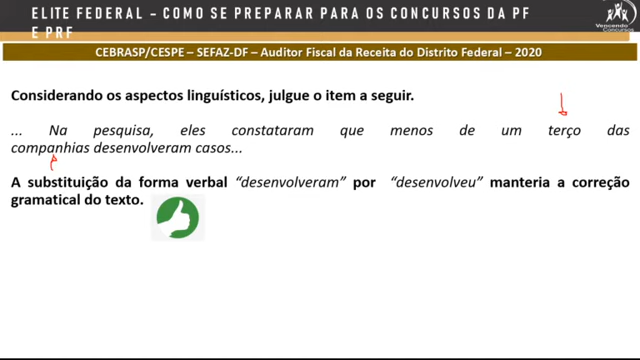 ELITE FEDERAL – COMO SE PREPARAR PARA OS CONCURSOS DA PF
E PRF
Vencendo
Concursos
CEBRASP/CESPE – SEFAZ-DF – Auditor Fiscal da Receita do Distrito Federal – 2020
Considerando os aspectos linguísticos, julgue o item a seguir.
... Na pesquisa, eles constataram que menos de um terço das
companhias desenvolveram casos...
A substituição da forma verbal “desenvolveram” por “desenvolveu” manteria a correção
gramatical do texto.